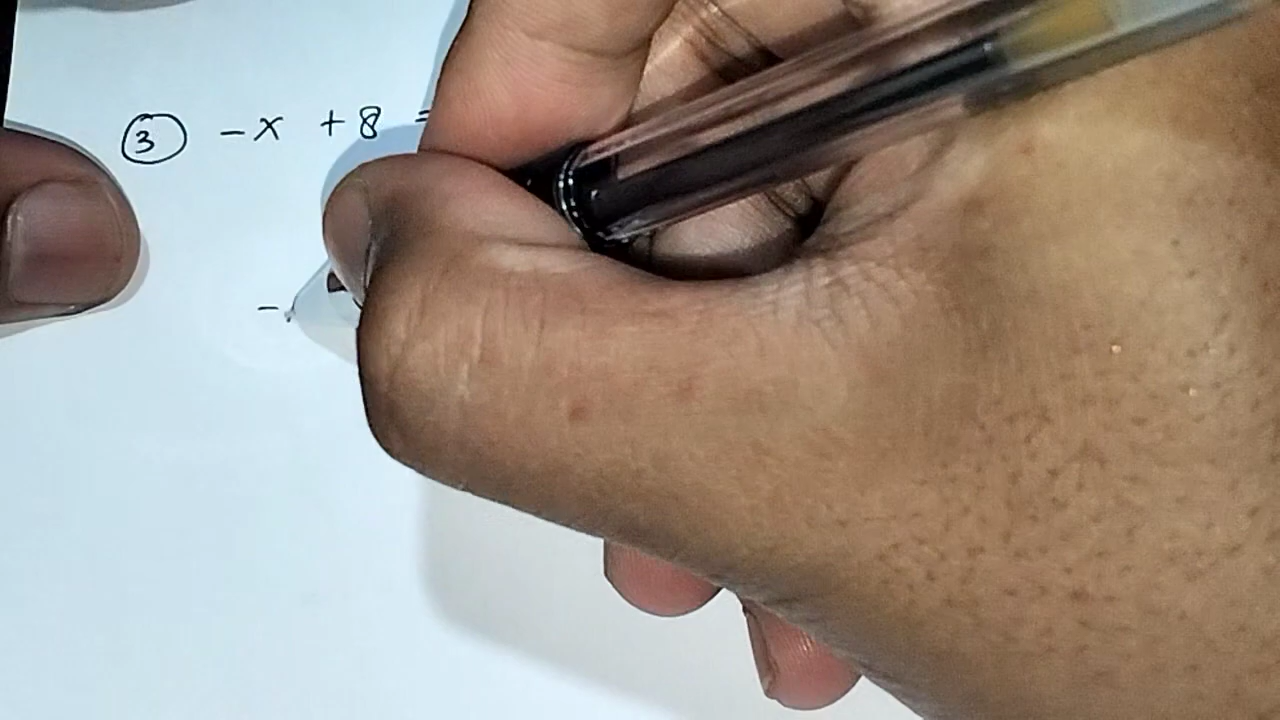 ③ -x +8 =
-